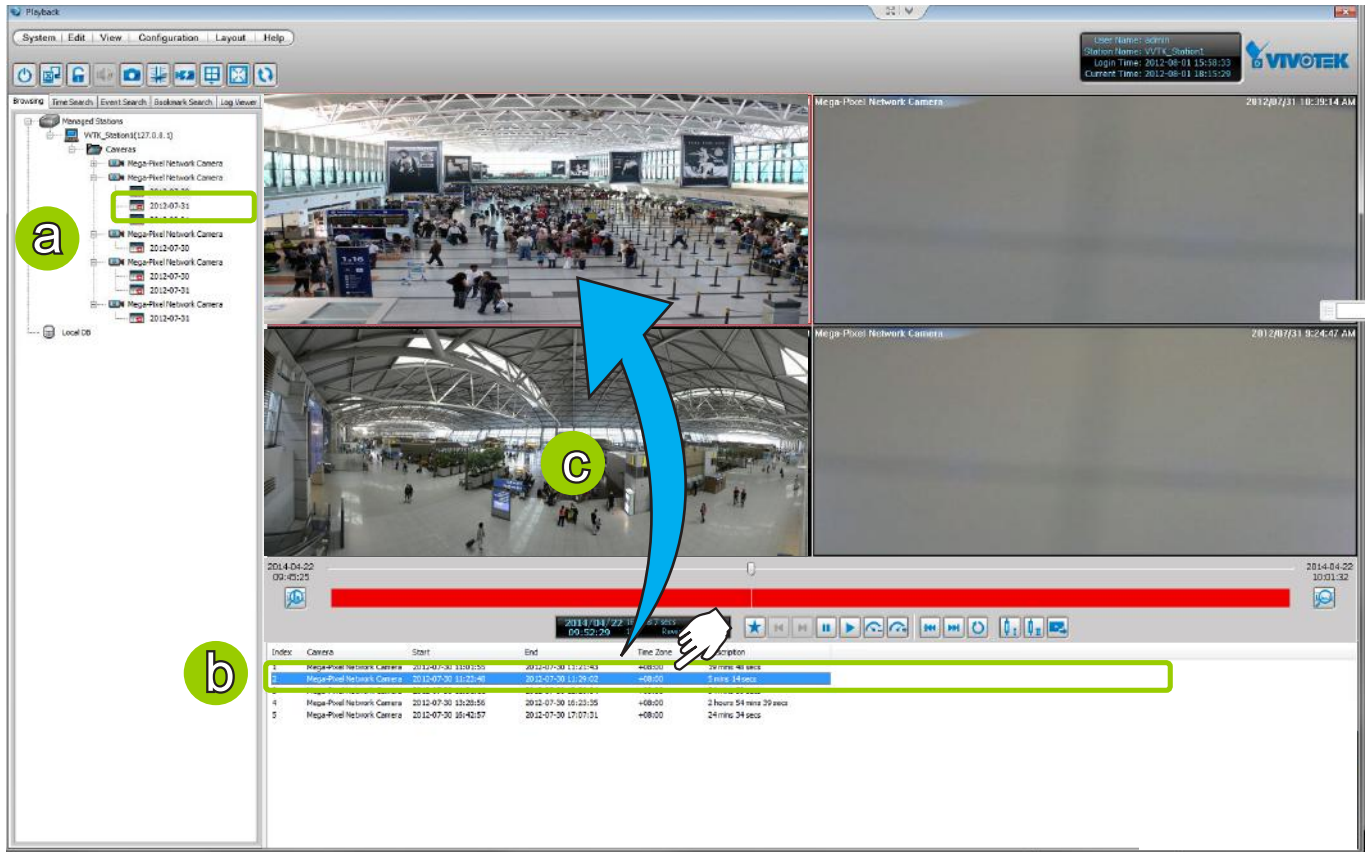 Playback
System Edit View Configuration Layout Help
User Name: admin
Station Name: VVTK_Station1
Login Time: 2012-08-01 15:58:33
Current Time: 2012-08-01 18:15:29
VIVOTEK
Browsing Time Search Event Search Bookmark Search Log Viewer
Managed Stations
VVTK_Station1(127.0.0.1)
Cameras
Mega-Pixel Network Camera
Mega-Pixel Network Camera
2012-07-31
Mega-Pixel Network Camera
2012-07-30
Mega-Pixel Network Camera
2012-07-30
2012-07-31
Mega-Pixel Network Camera
2012-07-31
Local DB
a
Mega-Pixel Network Camera 2012/07/31 10:39:14 AM
1.16
Mega-Pixel Network Camera 2012/07/31 9:24:47 AM
c
2014-04-22
09:45:25
2014-04-22
10:01:32
2014/04/22
09:52:29
b
Index Camera Start End Time Zone Description
1 Mega-Pixel Network Camera 2012-07-30 11:01:55 2012-07-30 11:21:43 +08:00 19 mins 48 secs
2 Mega-Pixel Network Camera 2012-07-30 11:23:48 2012-07-30 11:29:02 +08:00 5 mins 14 secs
4 Mega-Pixel Network Camera 2012-07-30 13:28:56 2012-07-30 16:23:35 +08:00 2 hours 54 mins 39 secs
5 Mega-Pixel Network Camera 2012-07-30 16:42:57 2012-07-30 17:07:31 +08:00 24 mins 34 secs